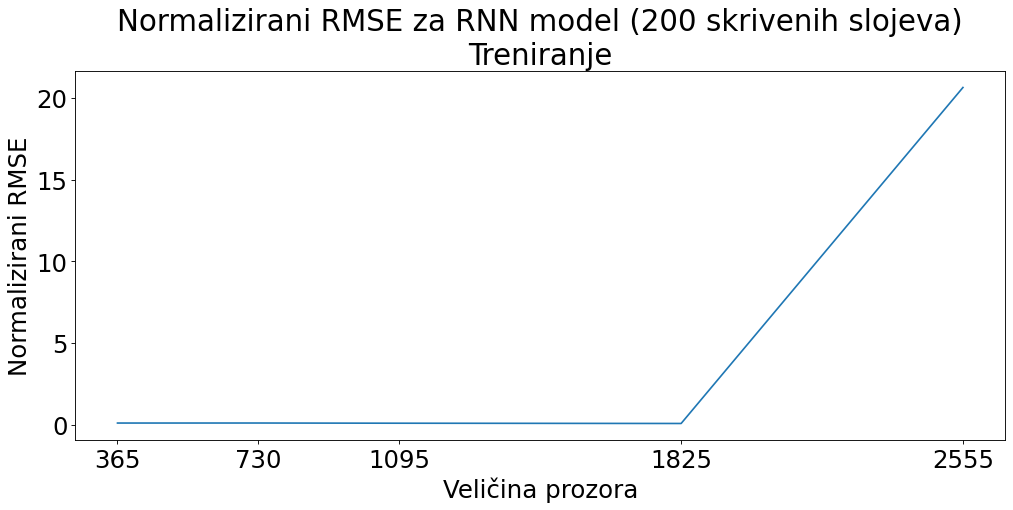 Normalizirani RMSE za RNN model (200 skrivenih slojeva)
Treniranje
Normalizirani RMSE
20
15
10
5
0
365 730 1095 1825 2555
Veličina prozora